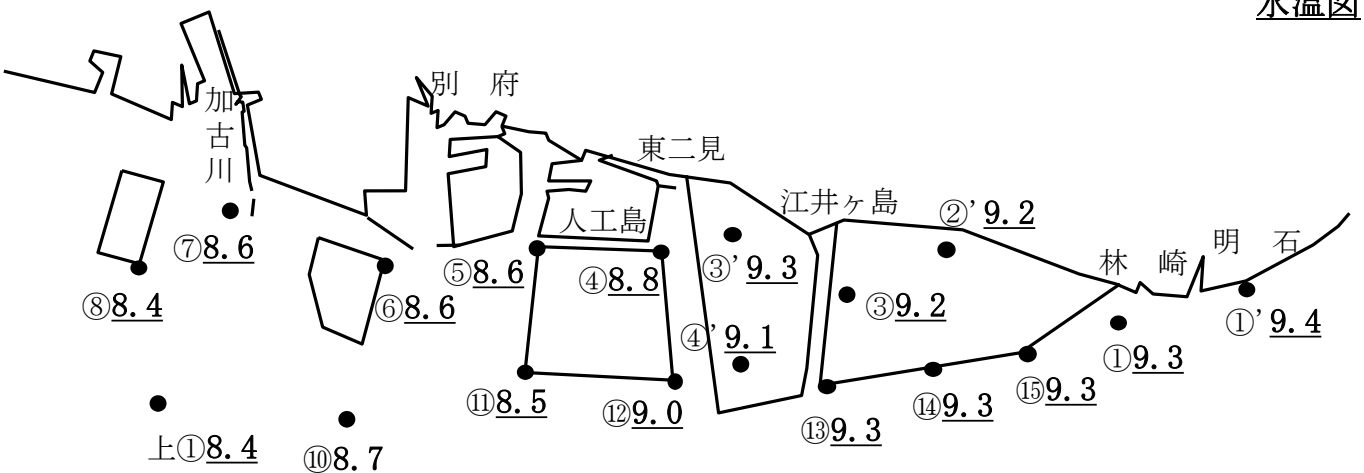 水温図
別 府
加古川
東二見
江井ヶ島
人工島
②'9.2
明 石
林 崎
⑦8.6
⑤8.6
④8.8
③'9.3
⑧8.4
⑥8.6
③9.2
①'9.4
④'9.1
①9.3
⑪8.5
⑫9.0
⑬9.3
⑭9.3
⑮9.3
上①8.4
⑩8.7